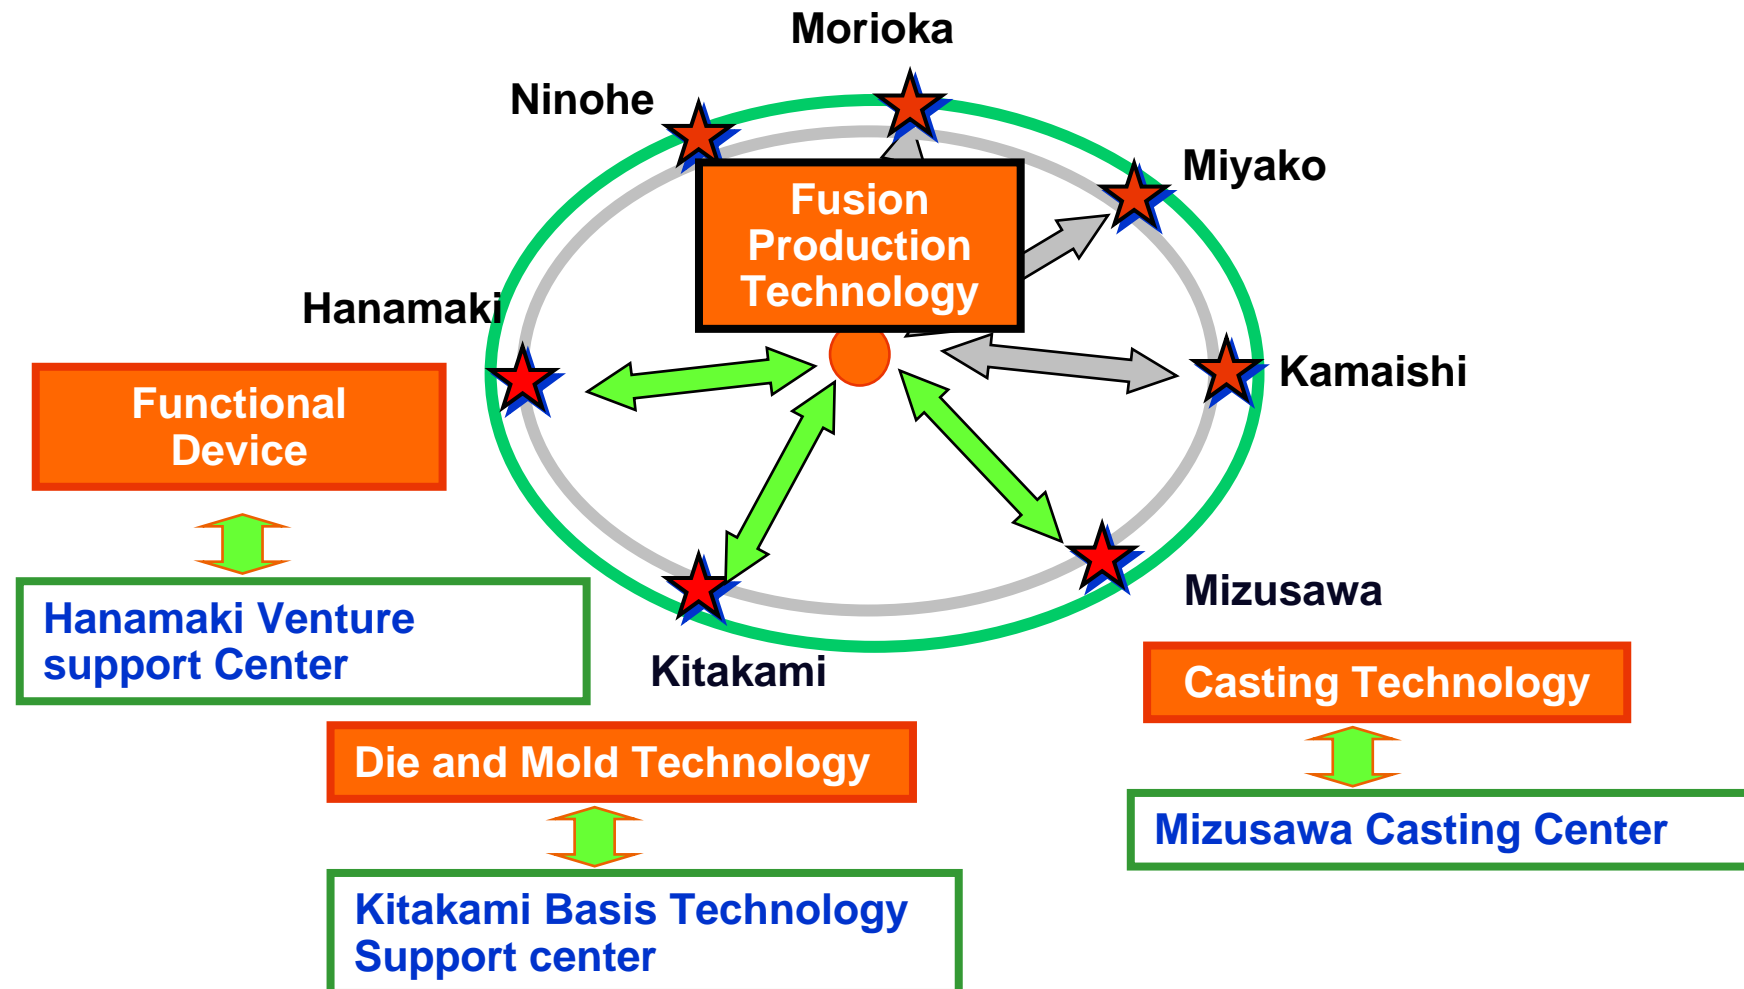 Morioka
Ninohe
Miyako
Fusion
Production
Technology
Hanamaki
Kamaishi
Functional
Device
Mizusawa
Hanamaki Venture
support Center
Kitakami
Casting Technology
Die and Mold Technology
Mizusawa Casting Center
Kitakami Basis Technology
Support center